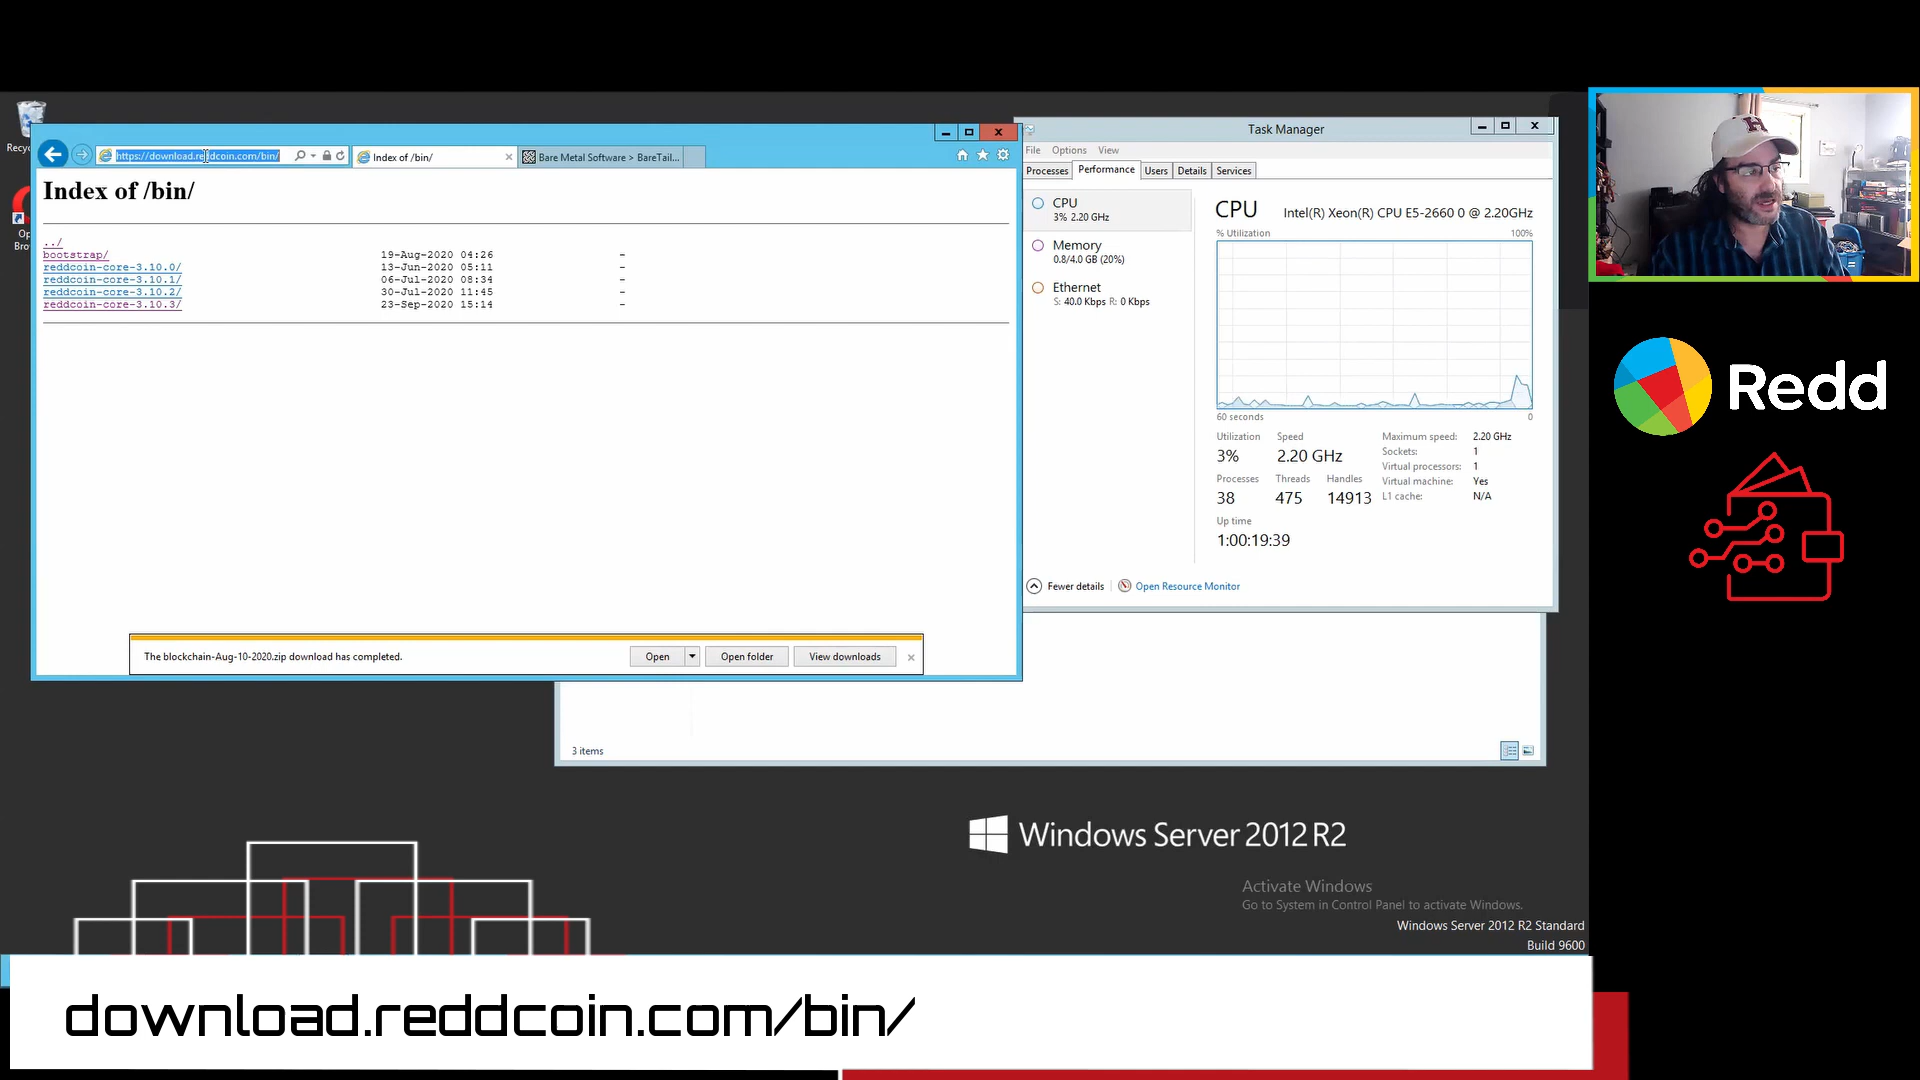 Recyc
Op
Bro
https://download.reddcoin.com/bin/
Index of /bin/
Bare Metal Software > BareTail...
Index of /bin/
../
bootstrap/ 19-Aug-2020 04:26 -
reddcoin-core-3.10.0/ 13-Jun-2020 05:11 -
reddcoin-core-3.10.1/ 06-Jul-2020 08:34 -
reddcoin-core-3.10.2/ 30-Jul-2020 11:45 -
reddcoin-core-3.10.3/ 23-Sep-2020 15:14 -
The blockchain-Aug-10-2020.zip download has completed.
Open
Open folder
View downloads
Task Manager
File Options View
Processes Performance Users Details Services
CPU
3% 2.20 GHz
Memory
0.8/4.0 GB (20%)
Ethernet
S: 40.0 Kbps R: 0 Kbps
CPU Intel(R) Xeon(R) CPU E5-2660 0 @ 2.20GHz
% Utilization 100%
60 seconds 0
Utilization Speed
3% 2.20 GHz
Processes Threads Handles
38 475 14913
Up time
1:00:19:39
Maximum speed: 2.20 GHz
Sockets: 1
Virtual processors: 1
Virtual machine: Yes
L1 cache: N/A
Fewer details
Open Resource Monitor
3 items
Windows Server 2012 R2
Activate Windows
Go to System in Control Panel to activate Windows.
Windows Server 2012 R2 Standard
Build 9600
H
Redd
download.reddcoin.com/bin/